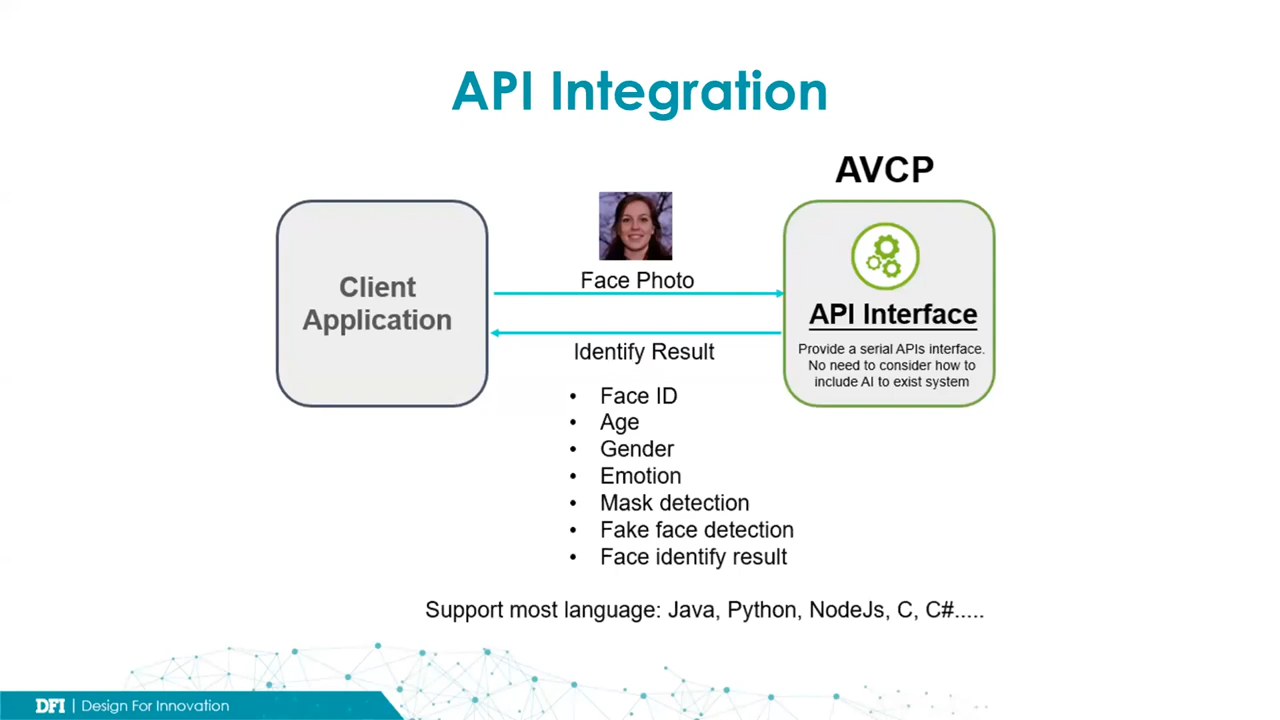 API Integration
AVCP
Client
Application
Face Photo
Identify Result
API Interface
Provide a serial APIs interface.
No need to consider how to
include AI to exist system
• Face ID
• Age
• Gender
• Emotion
• Mask detection
• Fake face detection
• Face identify result
Support most language: Java, Python, NodeJs, C, C#.....
DFI | Design For Innovation